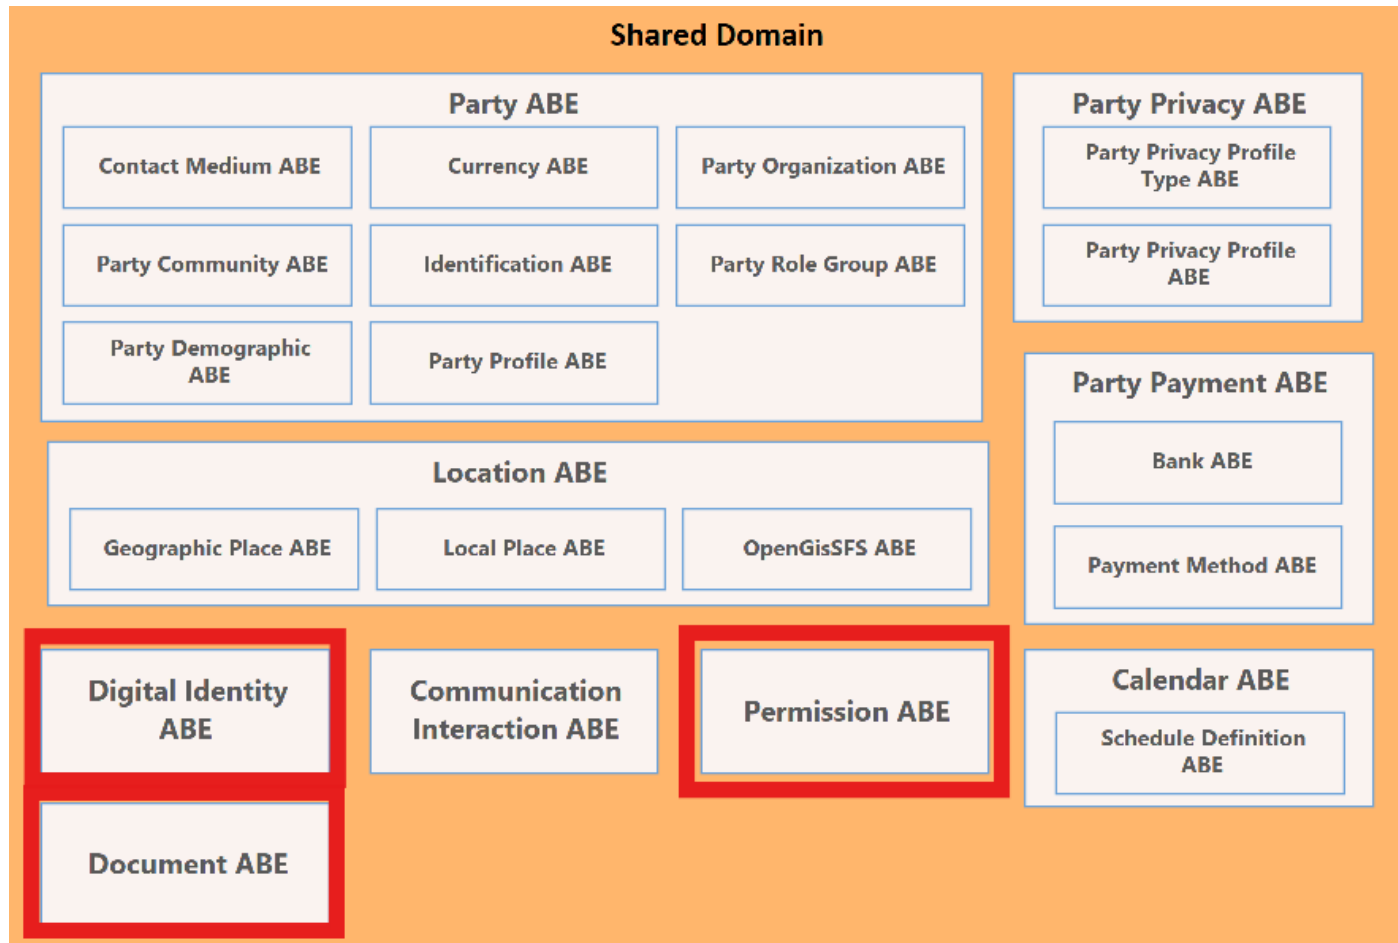 Shared Domain
Party ABE
Contact Medium ABE
Currency ABE
Party Organization ABE
Party Community ABE
Identification ABE
Party Role Group ABE
Party Demographic
ABE
Party Profile ABE
Party Privacy ABE
Party Privacy Profile
Type ABE
Party Privacy Profile
ABE
Location ABE
Geographic Place ABE
Local Place ABE
OpenGisSFS ABE
Party Payment ABE
Bank ABE
Payment Method ABE
Digital Identity
ABE
Communication
Interaction ABE
Permission ABE
Calendar ABE
Schedule Definition
ABE
Document ABE